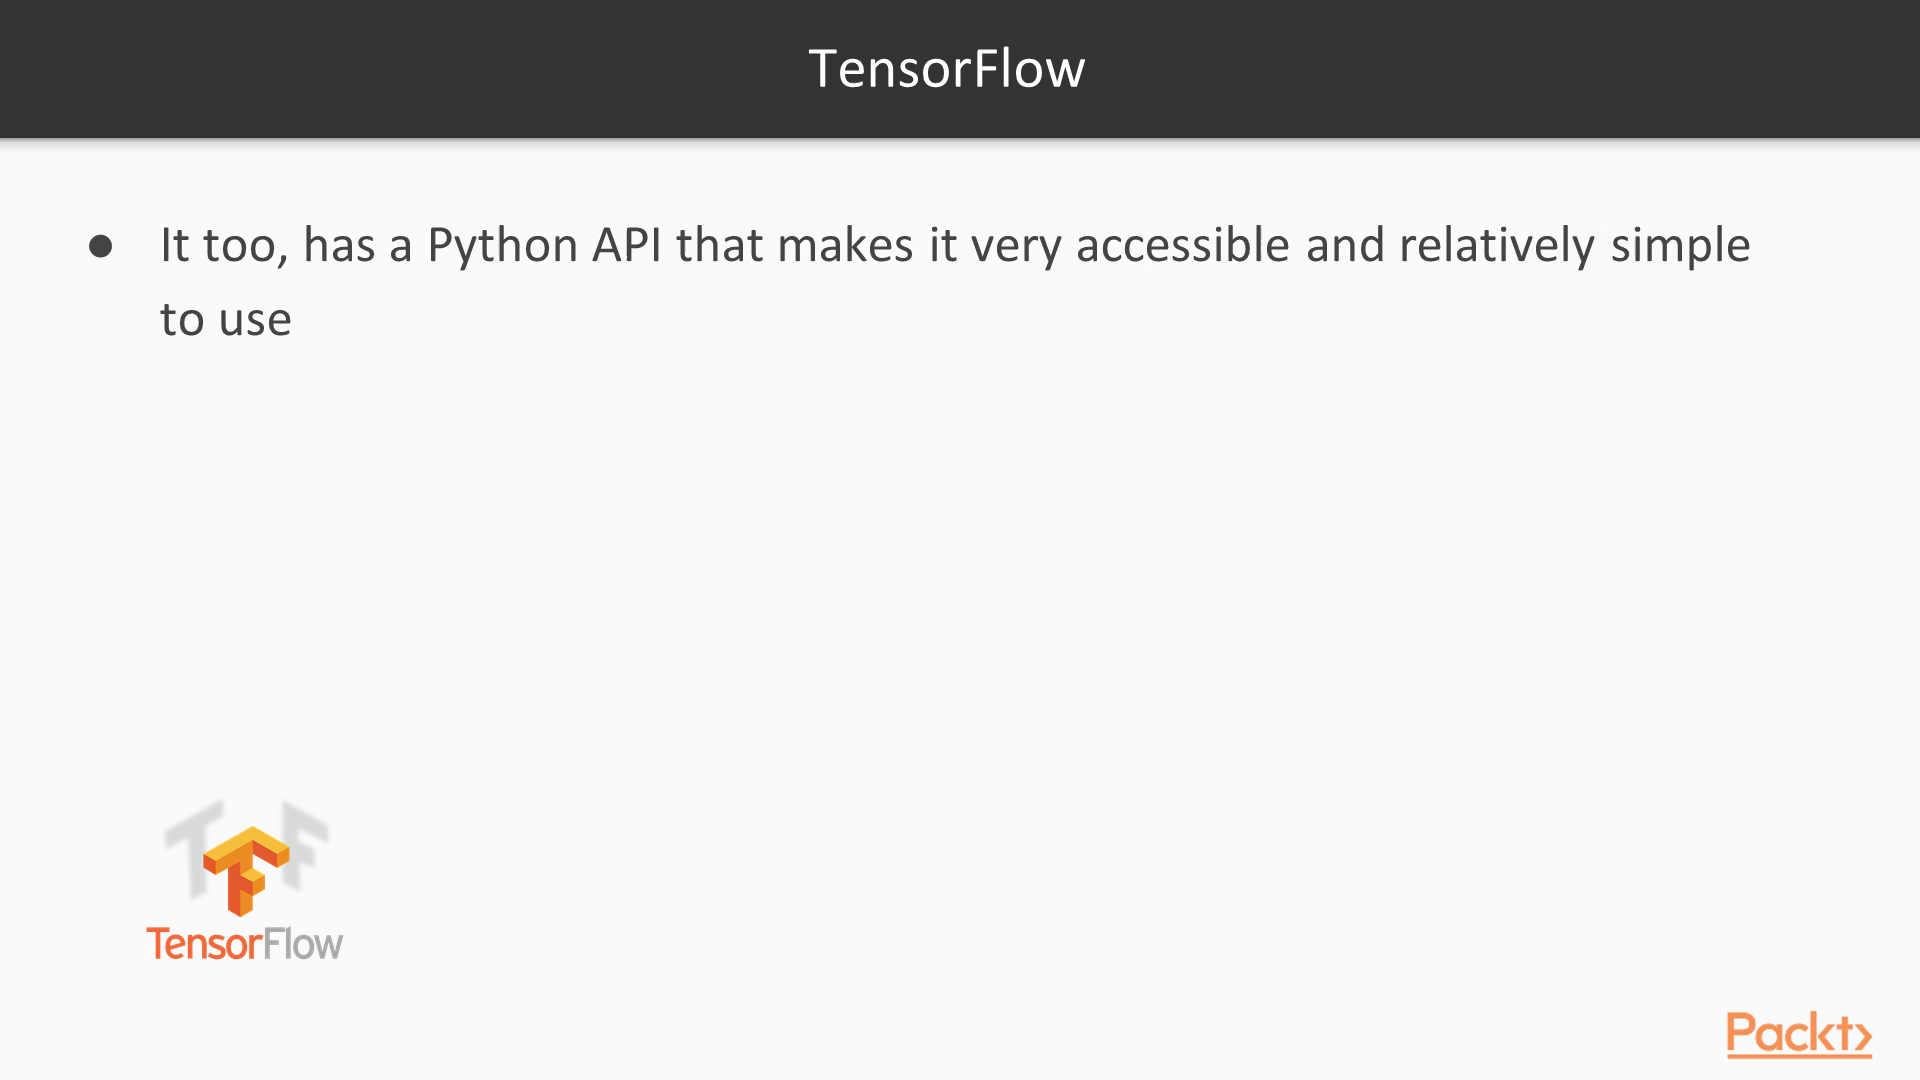 TensorFlow
● It too, has a Python API that makes it very accessible and relatively simple
to use
TensorFlow
Packt>